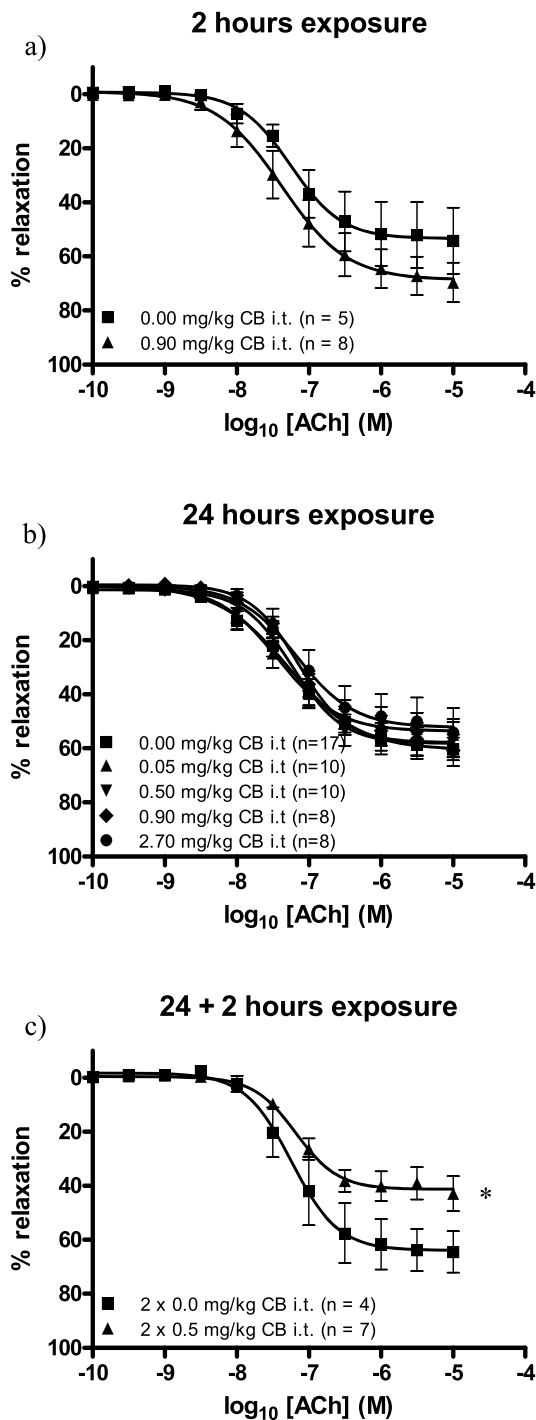 2 hours exposure
a)
0
20
40
60
80
100
% relaxation
0.00 mg/kg CB i.t. (n = 5)
0.90 mg/kg CB i.t. (n = 8)
-10 -9 -8 -7 -6 -5 -4
log10 [ACh] (M)
24 hours exposure
b)
0
20
40
60
80
100
% relaxation
0.00 mg/kg CB i.t (n=17)
0.05 mg/kg CB i.t (n=10)
0.50 mg/kg CB i.t (n=10)
0.90 mg/kg CB i.t (n=8)
2.70 mg/kg CB i.t (n=8)
-10 -9 -8 -7 -6 -5 -4
log10 [ACh] (M)
24 + 2 hours exposure
c)
0
20
40
60
80
100
% relaxation
*
2 x 0.0 mg/kg CB i.t. (n = 4)
2 x 0.5 mg/kg CB i.t. (n = 7)
-10 -9 -8 -7 -6 -5 -4
log10 [ACh] (M)